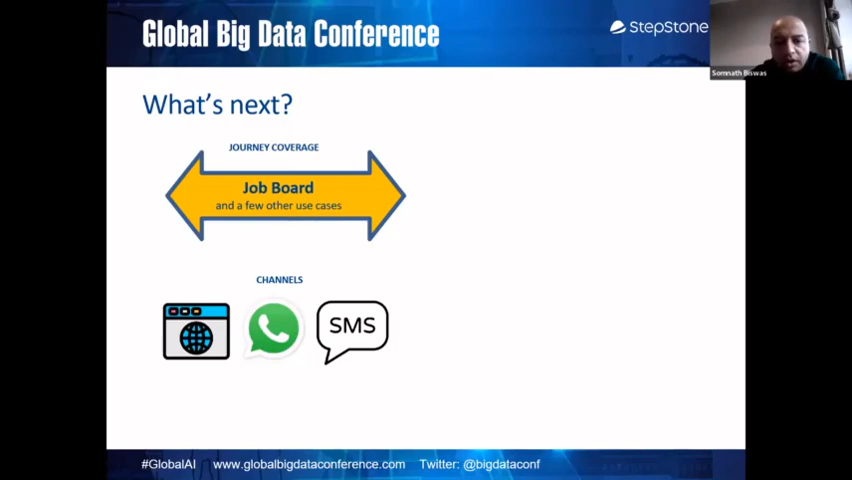 Global Big Data Conference
StepStone
Somnath Biswas
What's next?
JOURNEY COVERAGE
Job Board
and a few other use cases
CHANNELS
SMS
#GlobalAI www.globalbigdataconference.com Twitter: @bigdataconf